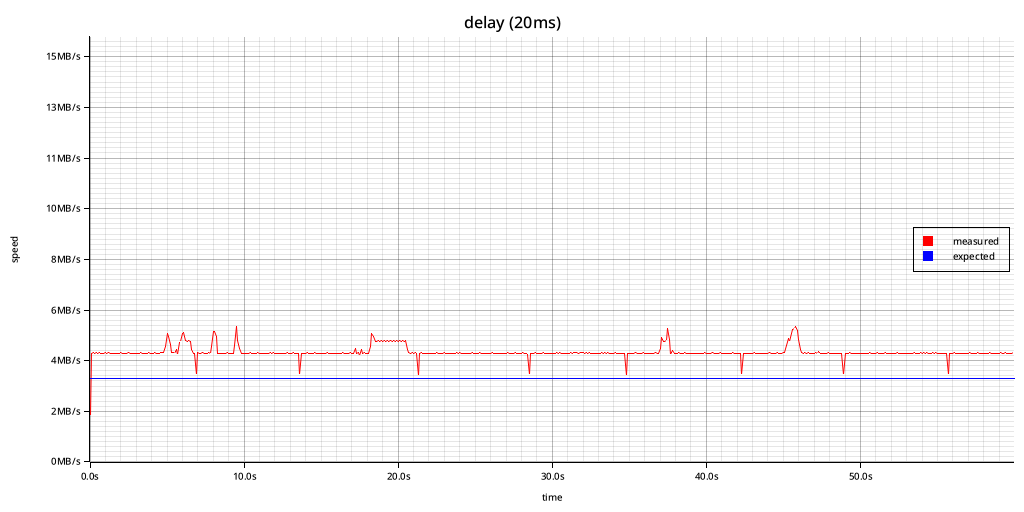 delay (20ms)
15MB/s
13MB/s
11MB/s
10MB/s
8MB/s
6MB/s
4MB/s
2MB/s
0MB/s
speed
measured
expected
0.0s 10.0s 20.0s 30.0s 40.0s 50.0s
time